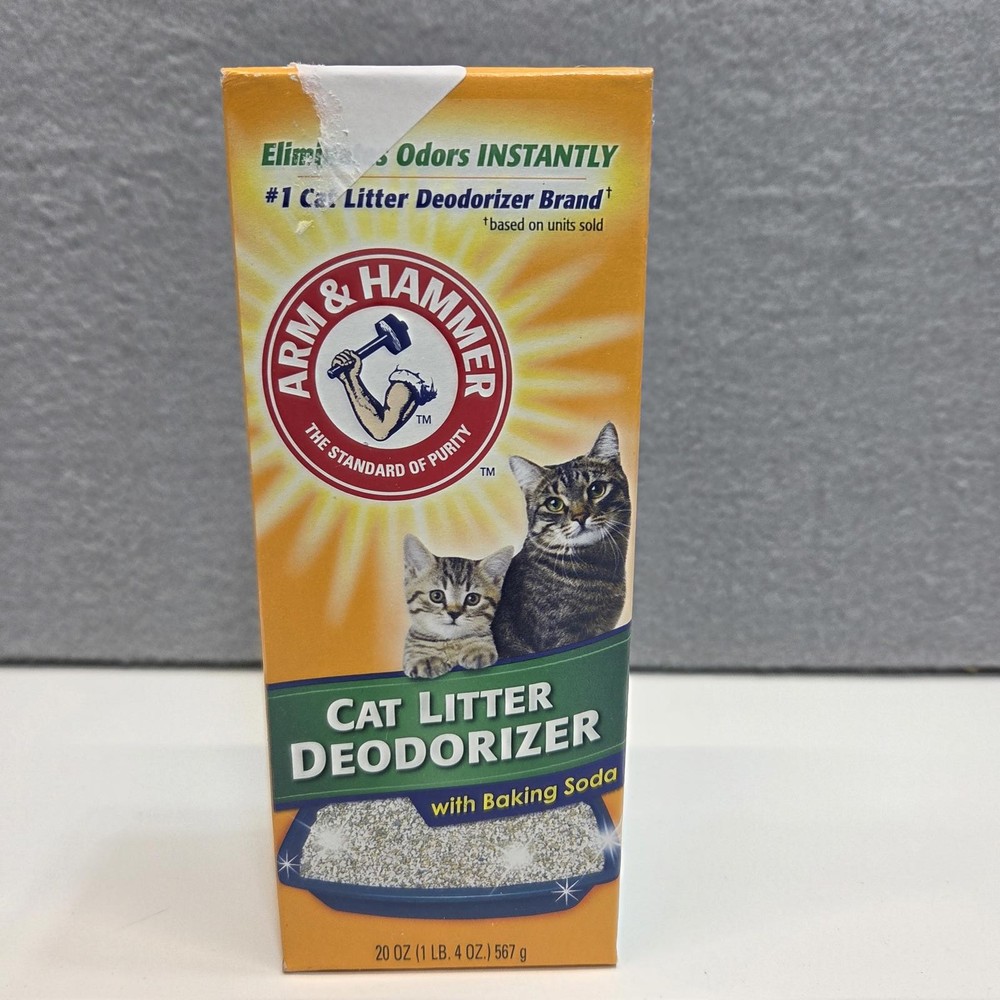 Eliminates Odors INSTANTLY
#1 Cat Litter Deodorizer Brand†
†based on units sold
ARM & HAMMER
TM
THE STANDARD OF PURITY
TM
CAT LITTER
DEODORIZER
with Baking Soda
20 OZ (1 LB. 4 OZ.) 567 g